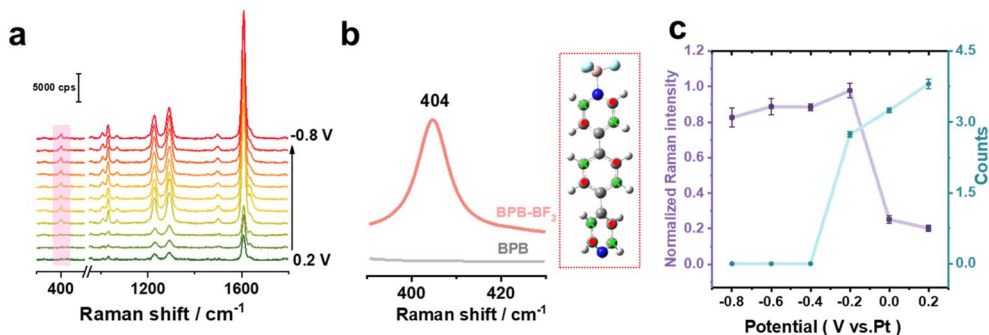 a
5000 cps
-0.8 V
0.2 V
400 1200 1600
Raman shift / cm-1
b
404
BPB-BF3
BPB
400 420
Raman shift / cm-1
c
Normalized Raman intensity
1.2
1.0
0.8
0.6
0.4
0.2
0.0
4.5
3.0
1.5
0.0
Counts
-0.8 -0.6 -0.4 -0.2 0.0 0.2
Potential ( V vs.Pt )